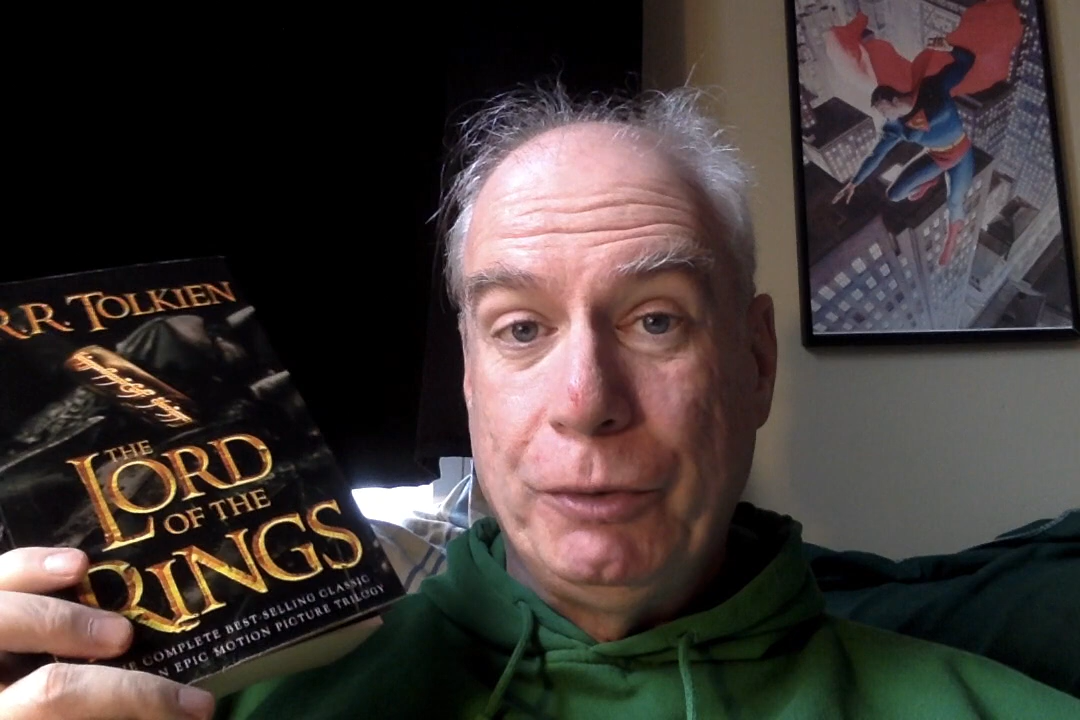 R.R. TOLKIEN
THE
LORD
OF THE
RINGS
COMPLETE BEST-SELLING CLASSIC
EPIC MOTION PICTURE TRILOGY